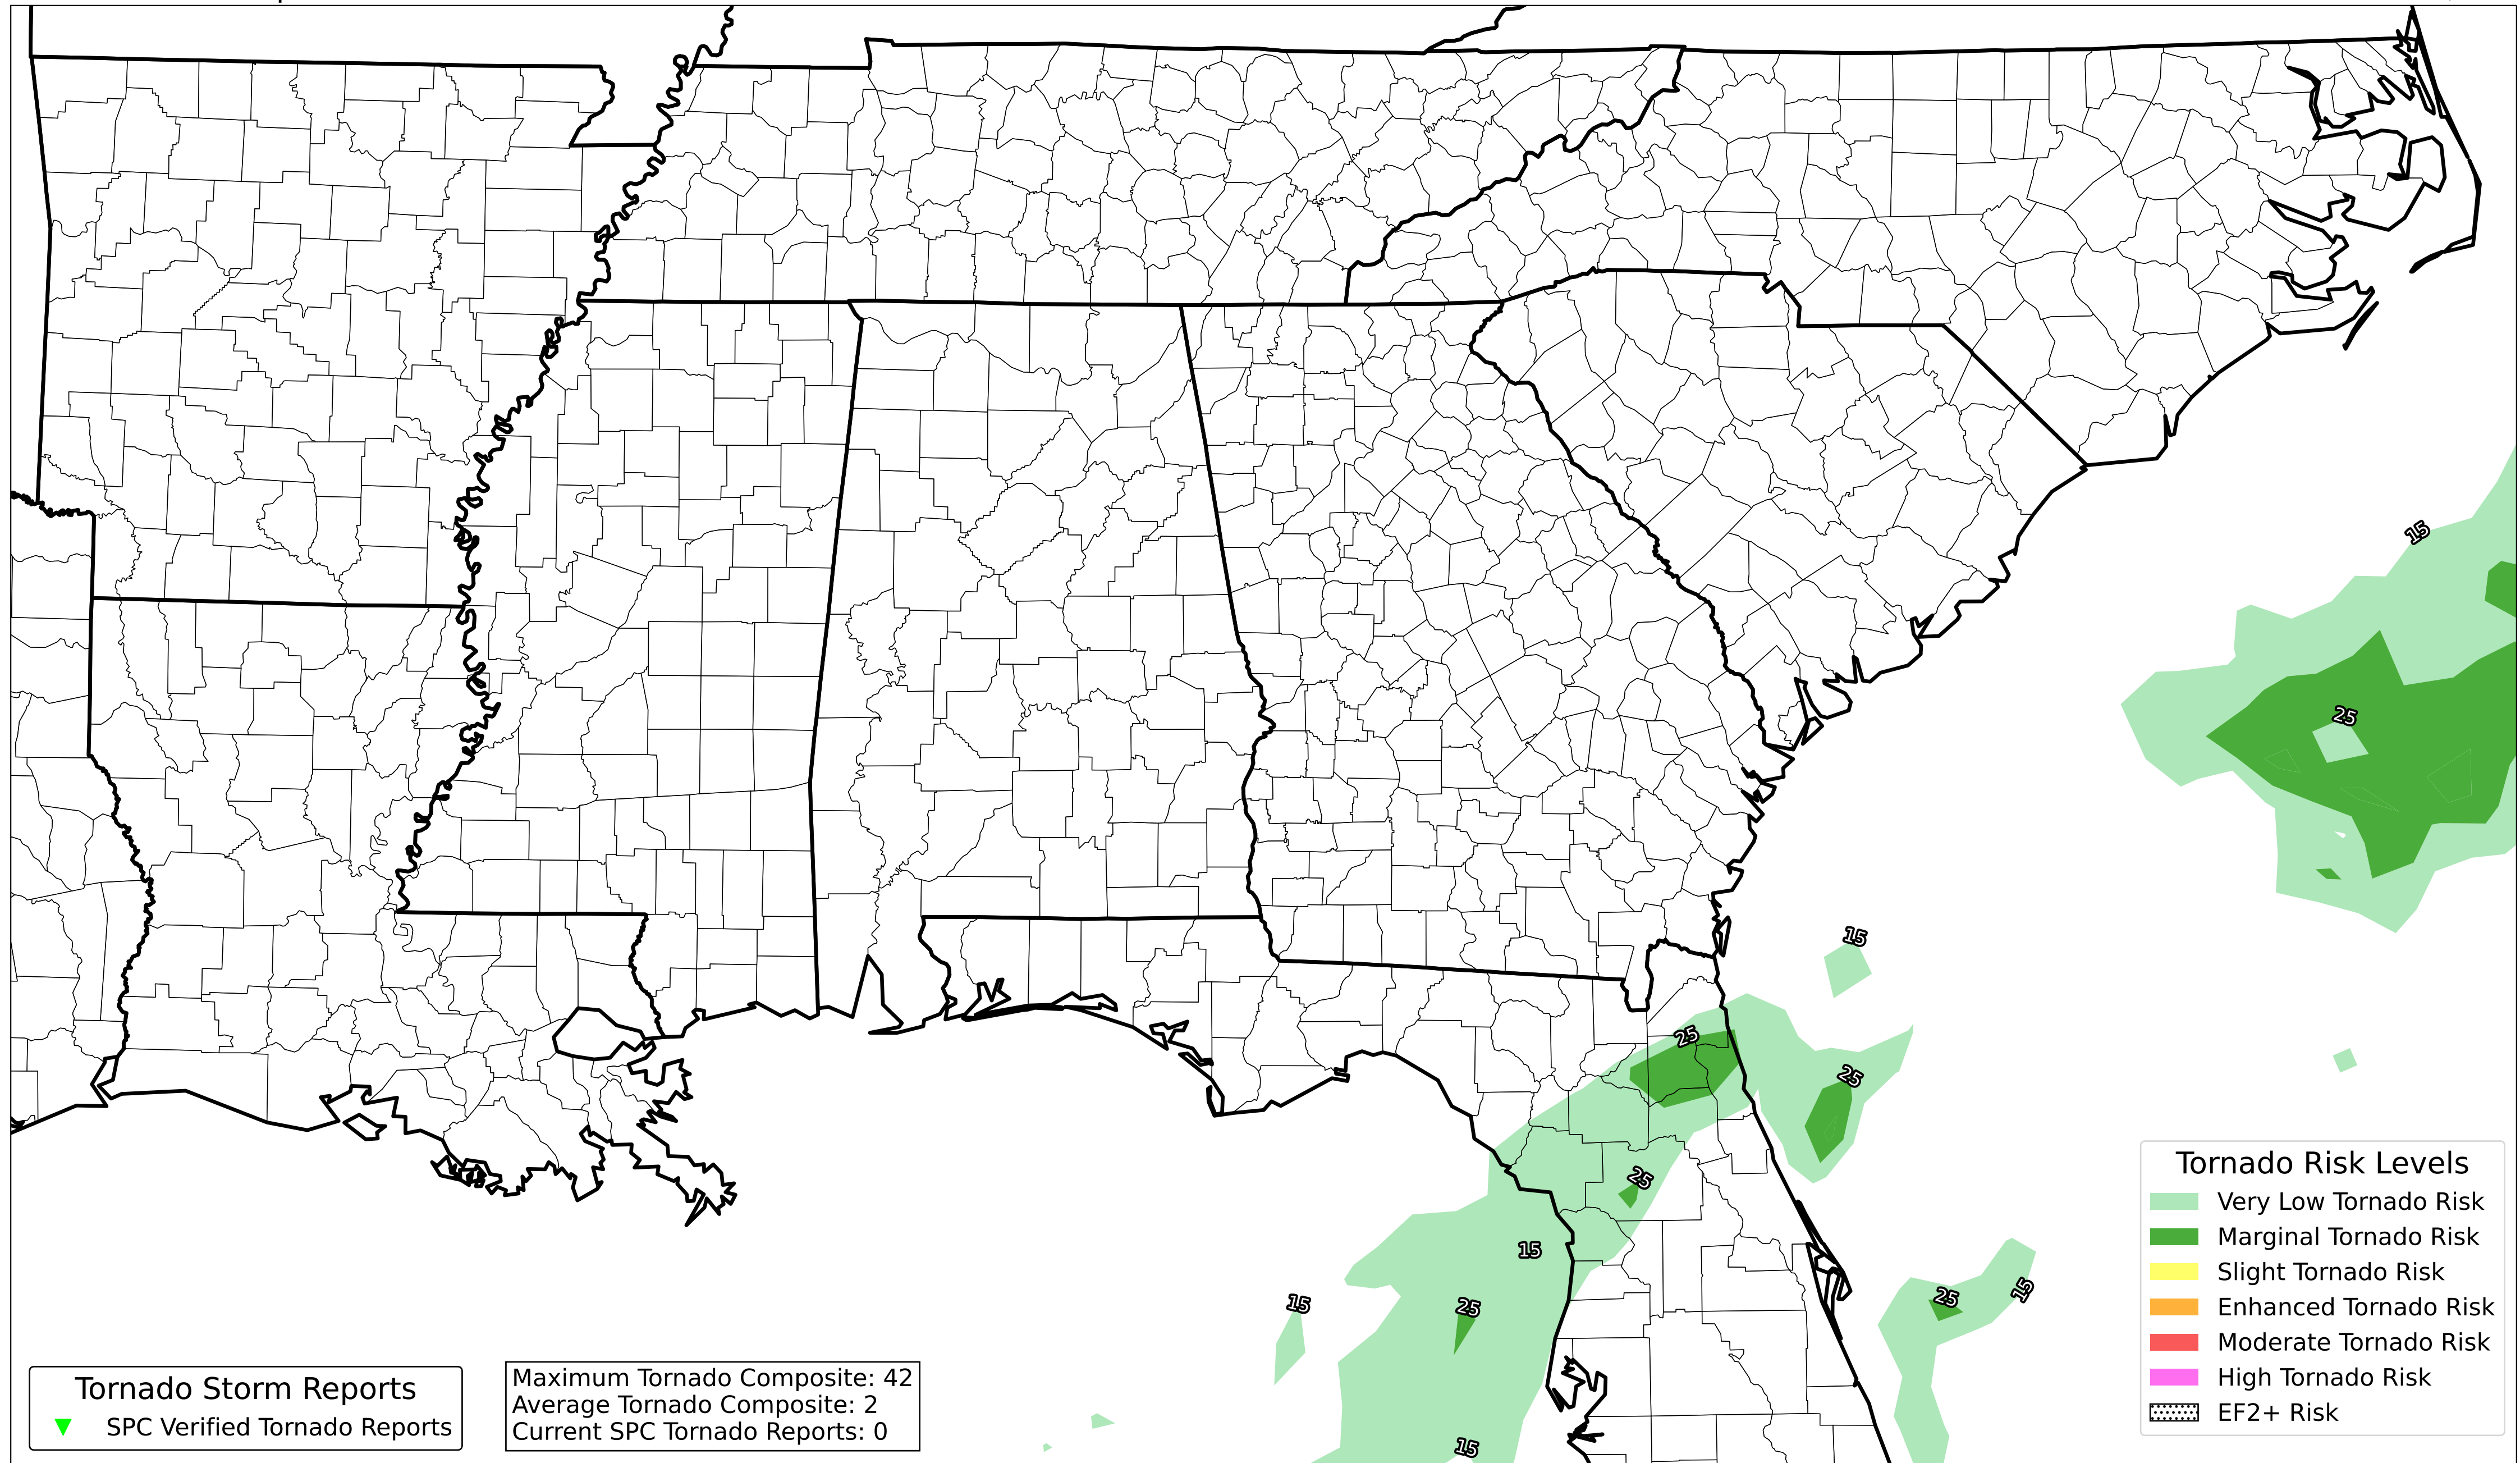 15
25
15
25
25
25
15
25
15
15
25
15
Tornado Risk Levels
Very Low Tornado Risk
Marginal Tornado Risk
Slight Tornado Risk
Enhanced Tornado Risk
Moderate Tornado Risk
High Tornado Risk
EF2+ Risk
Tornado Storm Reports
SPC Verified Tornado Reports
Maximum Tornado Composite: 42
Average Tornado Composite: 2
Current SPC Tornado Reports: 0